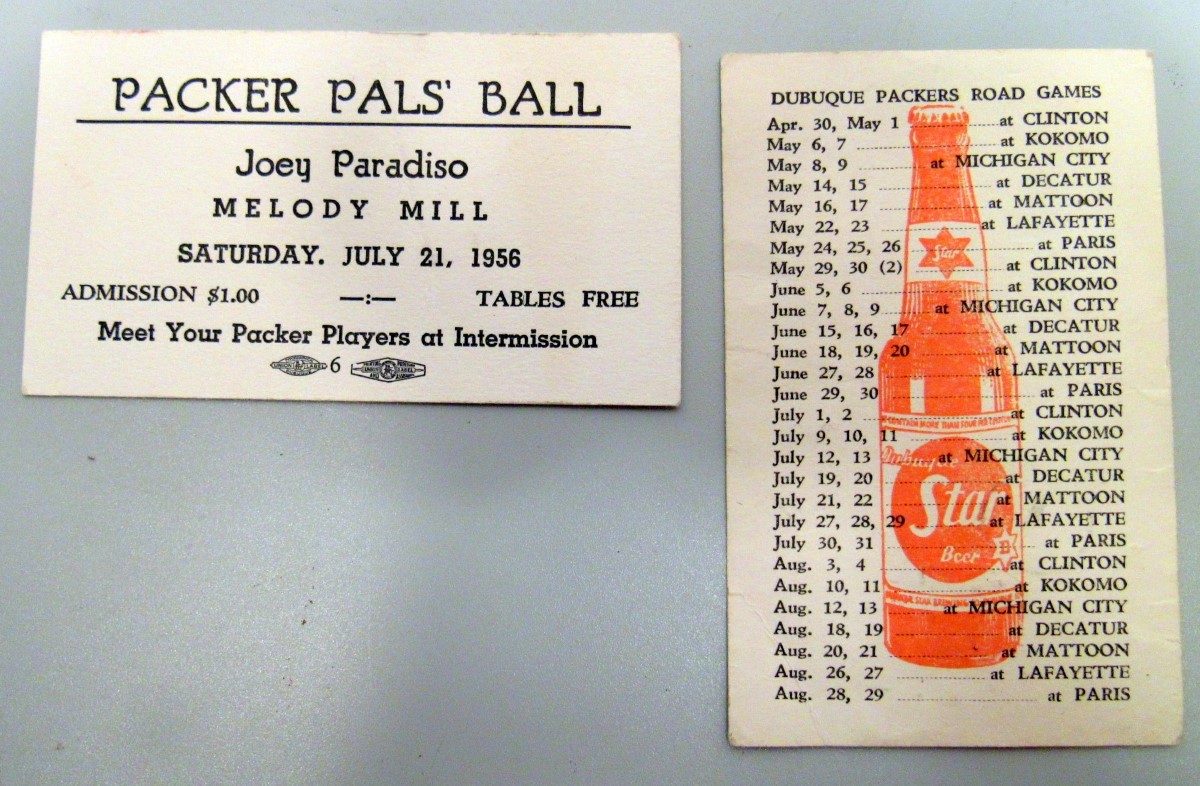 PACKER PALS' BALL
Joey Paradiso
MELODY MILL
SATURDAY. JULY 21, 1956
ADMISSION $1.00 —:— TABLES FREE
Meet Your Packer Players at Intermission
UNION LABEL 6 UNION LABEL
DUBUQUE PACKERS ROAD GAMES
Apr. 30, May 1 at CLINTON
May 6, 7 at KOKOMO
May 8, 9 at MICHIGAN CITY
May 14, 15 at DECATUR
May 16, 17 at MATTOON
May 22, 23 at LAFAYETTE
May 24, 25, 26 at PARIS
Star
May 29, 30 (2) at CLINTON
June 5, 6 at KOKOMO
June 7, 8, 9 at MICHIGAN CITY
June 15, 16, 17 at DECATUR
June 18, 19, 20 at MATTOON
June 27, 28 at LAFAYETTE
June 29, 30 at PARIS
July 1, 2 at CLINTON
July 9, 10, 11 at KOKOMO
July 12, 13 at MICHIGAN CITY
Dubuque
July 19, 20 at DECATUR
Star
July 21, 22 at MATTOON
July 27, 28, 29 at LAFAYETTE
July 30, 31 at PARIS
Beer
Aug. 3, 4 at CLINTON
Aug. 10, 11 at KOKOMO
Aug. 12, 13 at MICHIGAN CITY
Aug. 18, 19 at DECATUR
Aug. 20, 21 at MATTOON
Aug. 26, 27 at LAFAYETTE
Aug. 28, 29 at PARIS